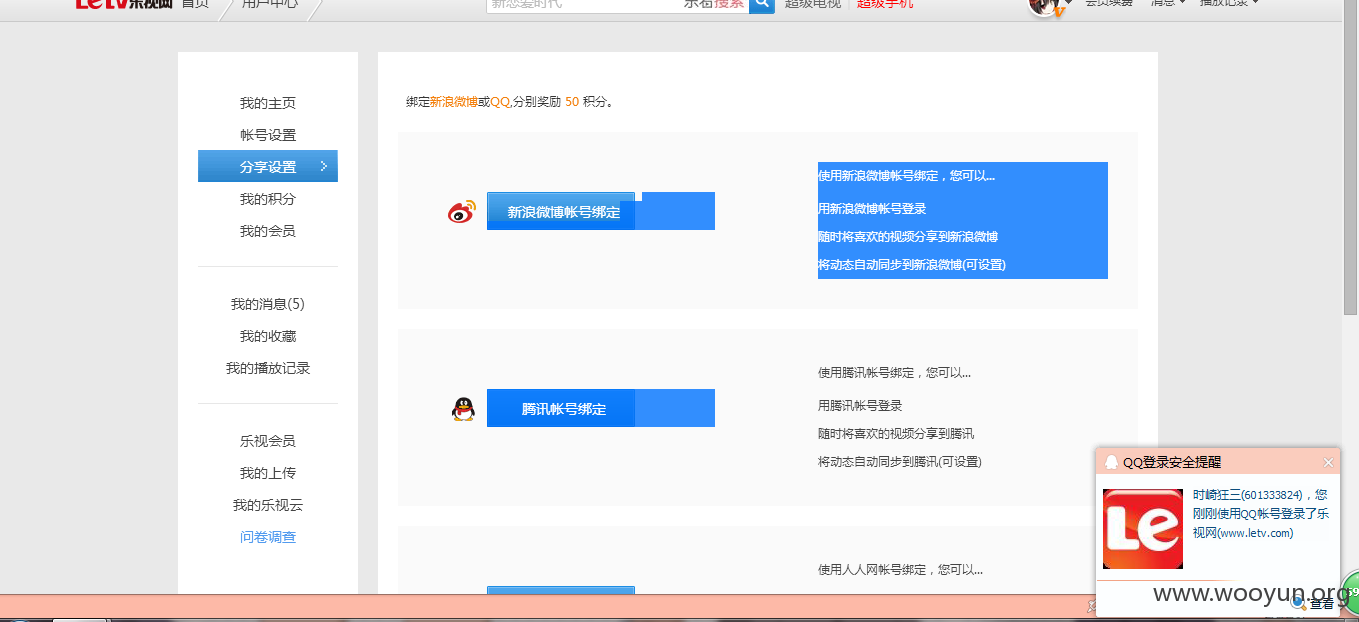 Letv乐视网 首页 用户中心
新恋爱时代 乐看搜索 超级电视 超级手机
会员续费 消息 播放记录
我的主页
帐号设置
分享设置
我的积分
我的会员
我的消息(5)
我的收藏
我的播放记录
乐视会员
我的上传
我的乐视云
问卷调查
绑定新浪微博或QQ,分别奖励 50 积分。
新浪微博帐号绑定
使用新浪微博帐号绑定，您可以...
用新浪微博帐号登录
随时将喜欢的视频分享到新浪微博
将动态自动同步到新浪微博(可设置)
腾讯帐号绑定
使用腾讯帐号绑定，您可以...
用腾讯帐号登录
随时将喜欢的视频分享到腾讯
将动态自动同步到腾讯(可设置)
使用人人网帐号绑定，您可以...
QQ登录安全提醒
Le
时崎狂三(601333824)，您
刚刚使用QQ帐号登录了乐
视网(www.letv.com)
查看
www.wooyun.org